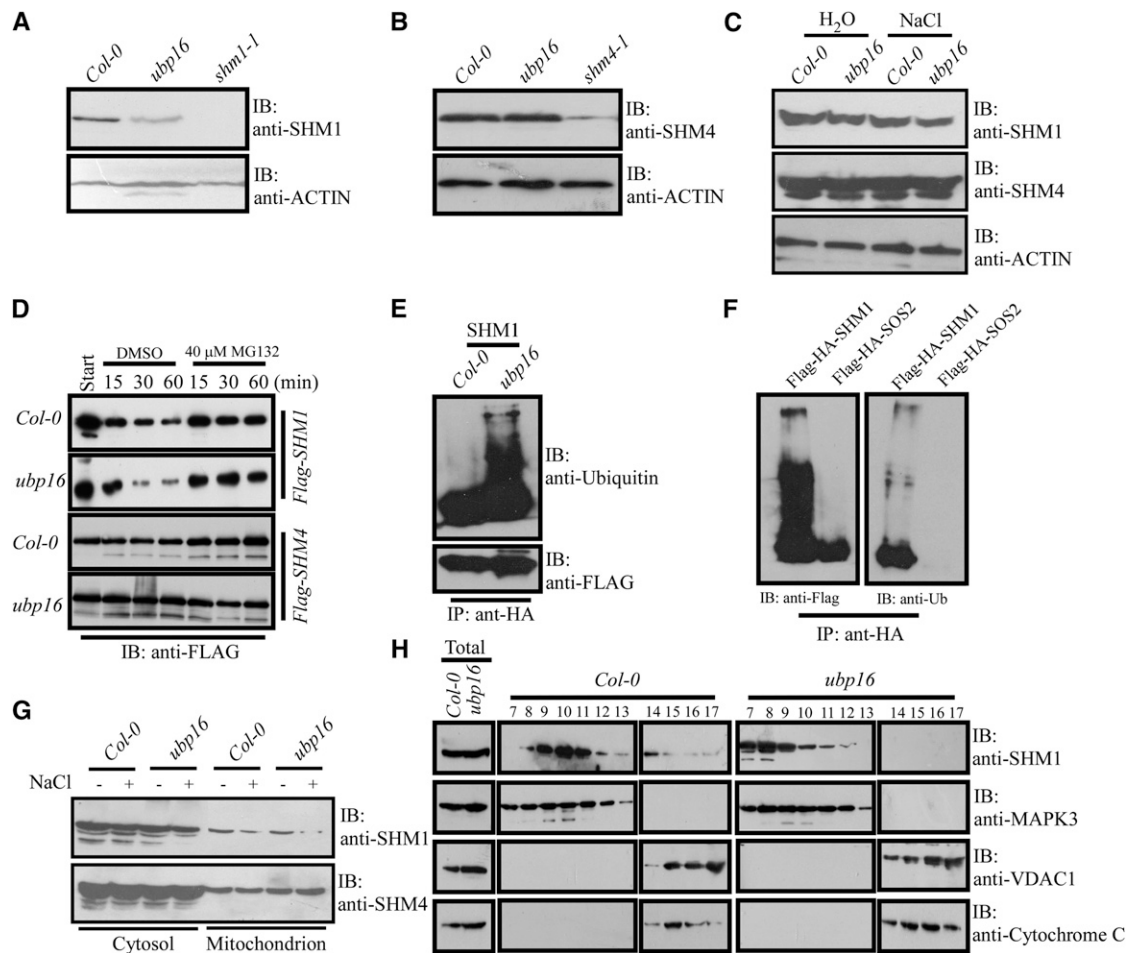 A
Col-0 ubp16 shm1-1
IB:
anti-SHM1
IB:
anti-ACTIN
B
Col-0 ubp16 shm4-1
IB:
anti-SHM4
IB:
anti-ACTIN
C
H2O NaCl
Col-0 ubp16 Col-0 ubp16
IB:
anti-SHM1
IB:
anti-SHM4
IB:
anti-ACTIN
D
DMSO 40 µM MG132
Start 15 30 60 15 30 60 (min)
Col-0
ubp16
Flag-SHM1
Col-0
ubp16
Flag-SHM4
IB: anti-FLAG
E
SHM1
Col-0 ubp16
IB:
anti-Ubiquitin
IB:
anti-FLAG
IP: ant-HA
F
Flag-HA-SHM1 Flag-HA-SOS2 Flag-HA-SHM1 Flag-HA-SOS2
IB: anti-Flag IB: anti-Ub
IP: ant-HA
G
Col-0 ubp16 Col-0 ubp16
NaCl - + - + - + - +
IB:
anti-SHM1
IB:
anti-SHM4
Cytosol Mitochondrion
H
Total
Col-0 ubp16
Col-0 ubp16
7 8 9 10 11 12 13 14 15 16 17 7 8 9 10 11 12 13 14 15 16 17
IB:
anti-SHM1
IB:
anti-MAPK3
IB:
anti-VDAC1
IB:
anti-Cytochrome C